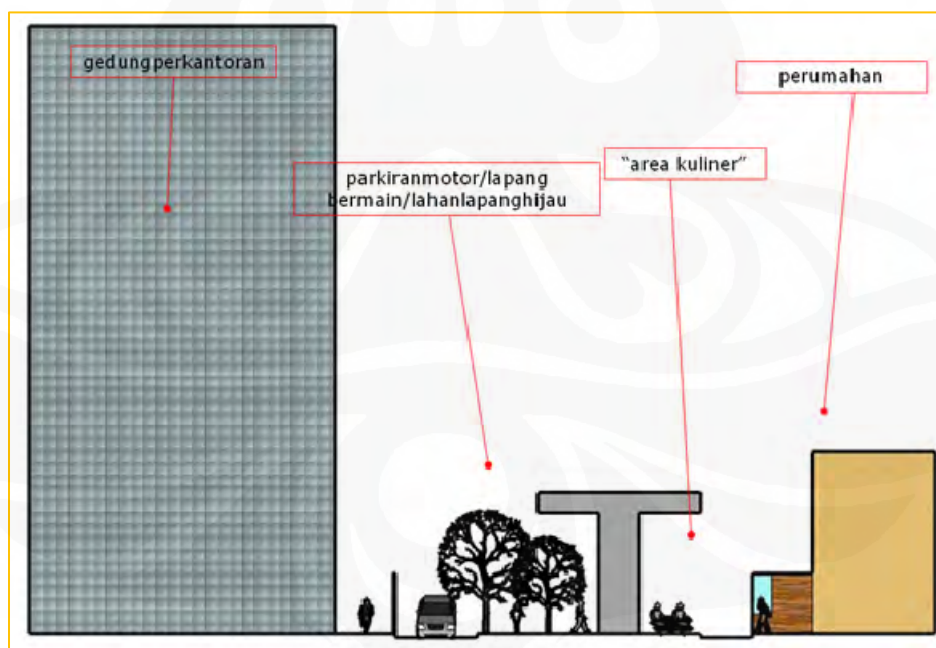 gedungperkantoran
perumahan
"area kuliner"
parkiranmotor/lapang
bermain/lahanlapanghijau